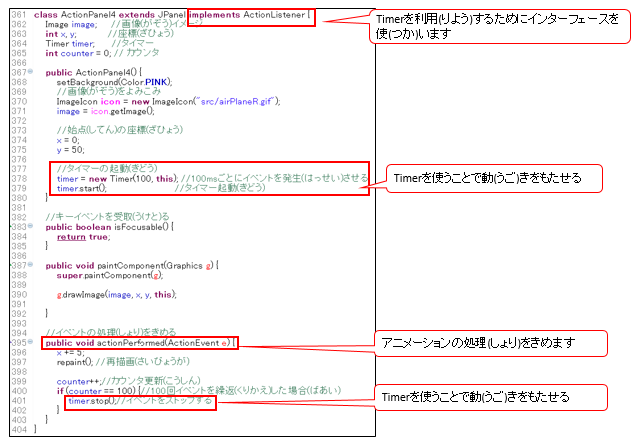 361 class ActionPanel4 extends JPanel implements ActionListener {
362 Image image; //画像(がぞう)イメージ
363 int x, y; //座標(ざひょう)
364 Timer timer; //タイマー
365 int counter = 0; // カウンタ
366
367 public ActionPanel4() {
368 setBackground(Color.PINK);
369 //画像(がぞう)をよみこみ
370 ImageIcon icon = new ImageIcon("src/airPlaneR.gif");
371 image = icon.getImage();
372
373 //始点(してん)の座標(ざひょう)
374 x = 0;
375 y = 50;
376
377 //タイマーの起動(きどう)
378 timer = new Timer(100, this); //100msごとにイベントを発生(はっせい)させる
379 timer.start(); //タイマー起動(きどう)
380 }
381
382 //キーイベントを受取(うけと)る
383 public boolean isFocusable() {
384 return true;
385 }
386
387 public void paintComponent(Graphics g) {
388 super.paintComponent(g);
389
390 g.drawImage(image, x, y, this);
391
392 }
393
394 //イベントの処理(しょり)をきめる
395 public void actionPerformed(ActionEvent e) {
396 x += 5;
397 repaint(); //再描画(さいびょうが)
398
399 counter++;//カウンタ更新(こうしん)
400 if (counter == 100) {//100回イベントを繰返(くりかえ)した場合(ばあい)
401 timer.stop();//イベントをストップする
402 }
403 }
404 }
Timerを利用(りよう)するためにインターフェースを
使(つか)います
Timerを使うことで動(うご)きをもたせる
アニメーションの処理(しょり)をきめます
Timerを使うことで動(うご)きをもたせる